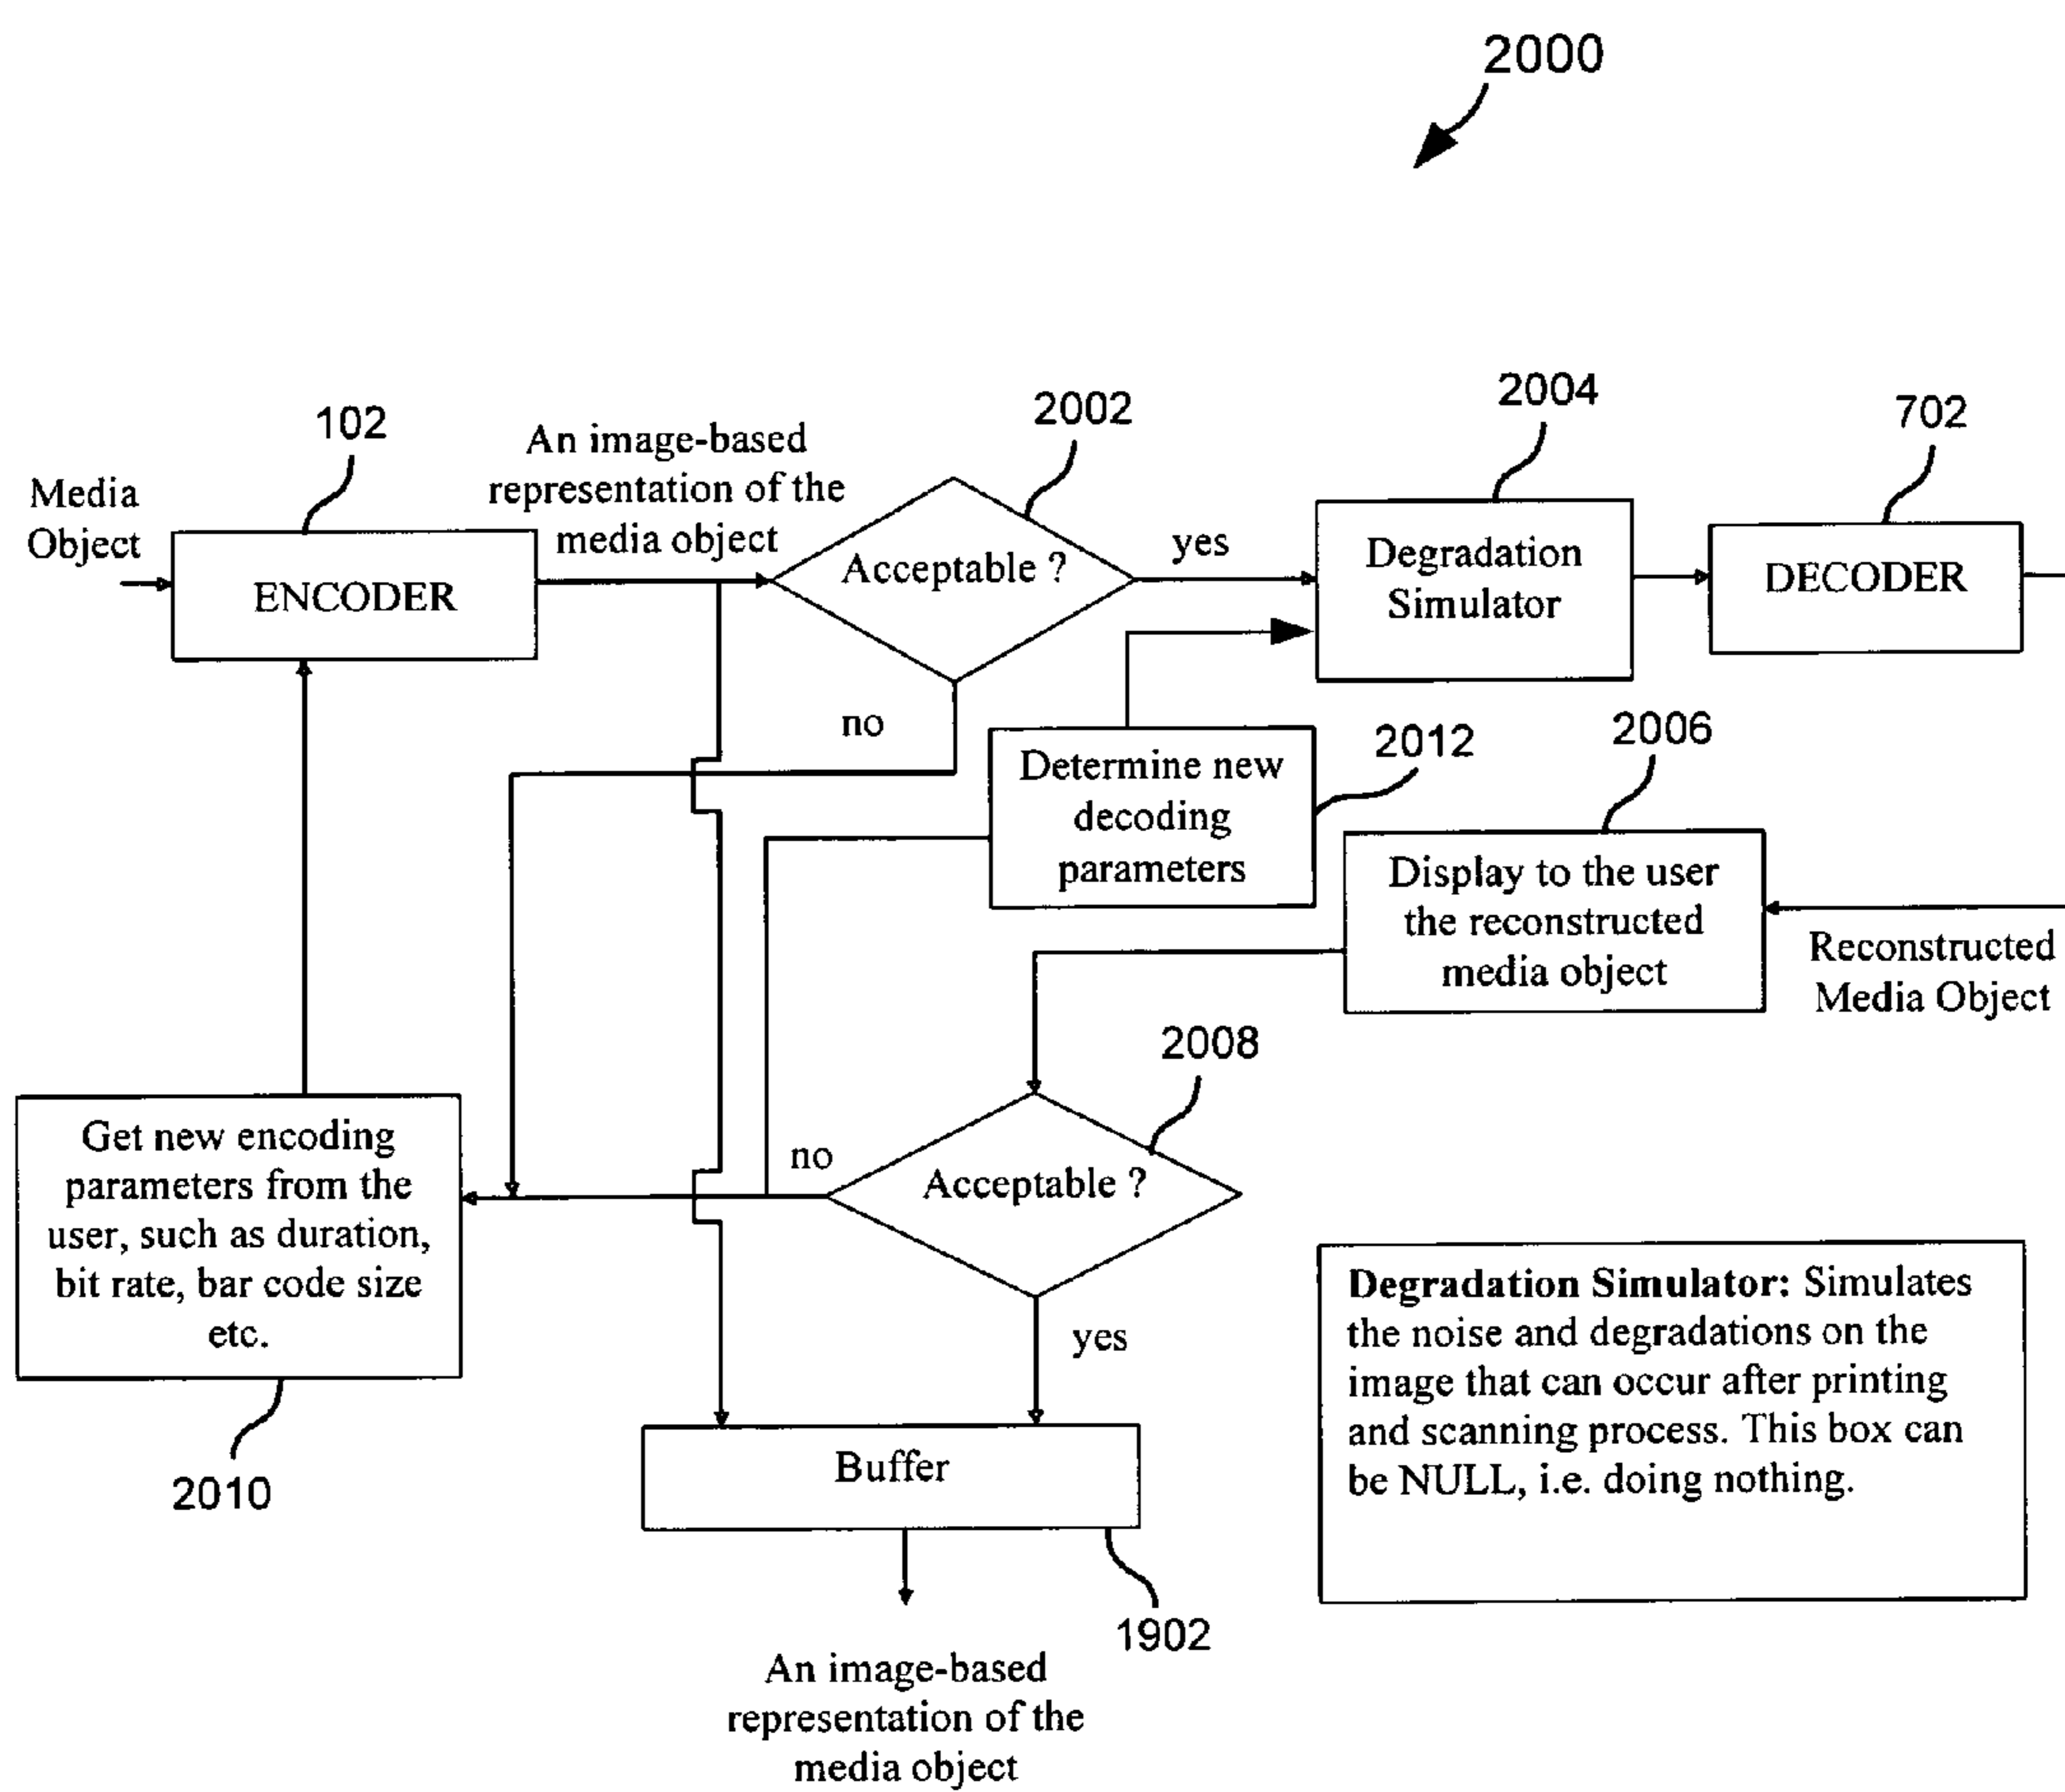 2000
102
An image-based
representation of the
media object
2002
2004
702
Media
Object
ENCODER
Acceptable ?
yes
Degradation
Simulator
DECODER
no
Determine new
decoding
parameters
2012
2006
Display to the user
the reconstructed
media object
Reconstructed
Media Object
2008
Get new encoding
parameters from the
user, such as duration,
bit rate, bar code size
etc.
no
Acceptable ?
yes
2010
Buffer
1902
Degradation Simulator: Simulates
the noise and degradations on the
image that can occur after printing
and scanning process. This box can
be NULL, i.e. doing nothing.
An image-based
representation of the
media object